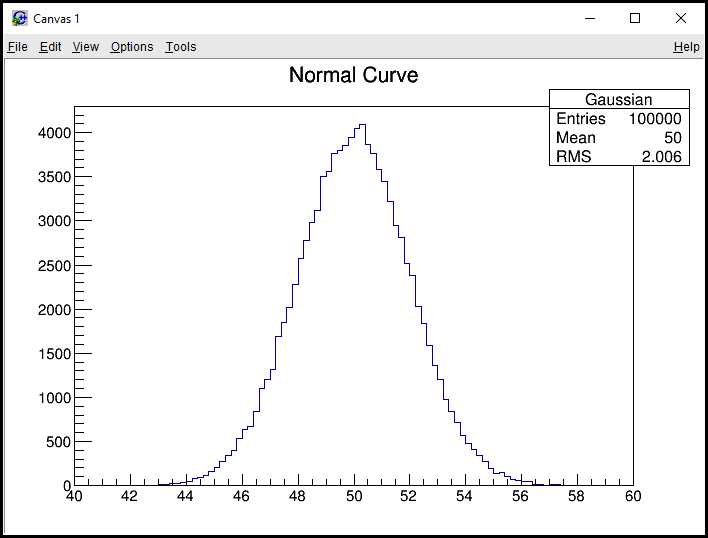 Canvas 1
File Edit View Options Tools Help
Normal Curve
Gaussian
Entries 100000
Mean 50
RMS 2.006
4000
3500
3000
2500
2000
1500
1000
500
0
40 42 44 46 48 50 52 54 56 58 60